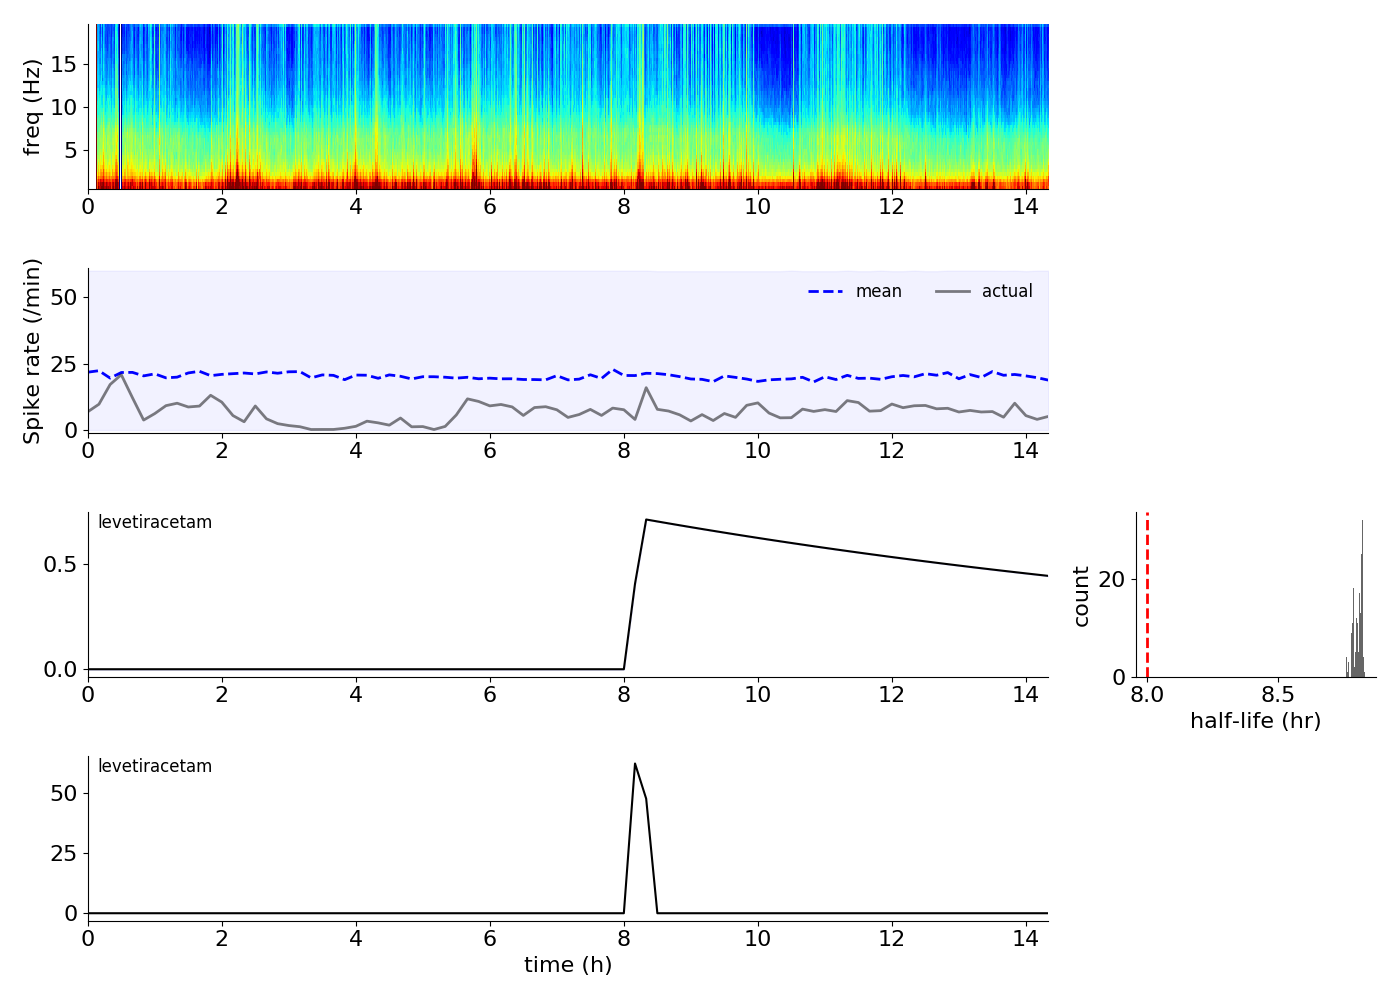 freq (Hz)
15
10
5
0 2 4 6 8 10 12 14
Spike rate (/min)
50
25
0
mean actual
0 2 4 6 8 10 12 14
levetiracetam
0.5
0.0
0 2 4 6 8 10 12 14
count
20
0
8.0 8.5
half-life (hr)
levetiracetam
50
25
0
0 2 4 6 8 10 12 14
time (h)